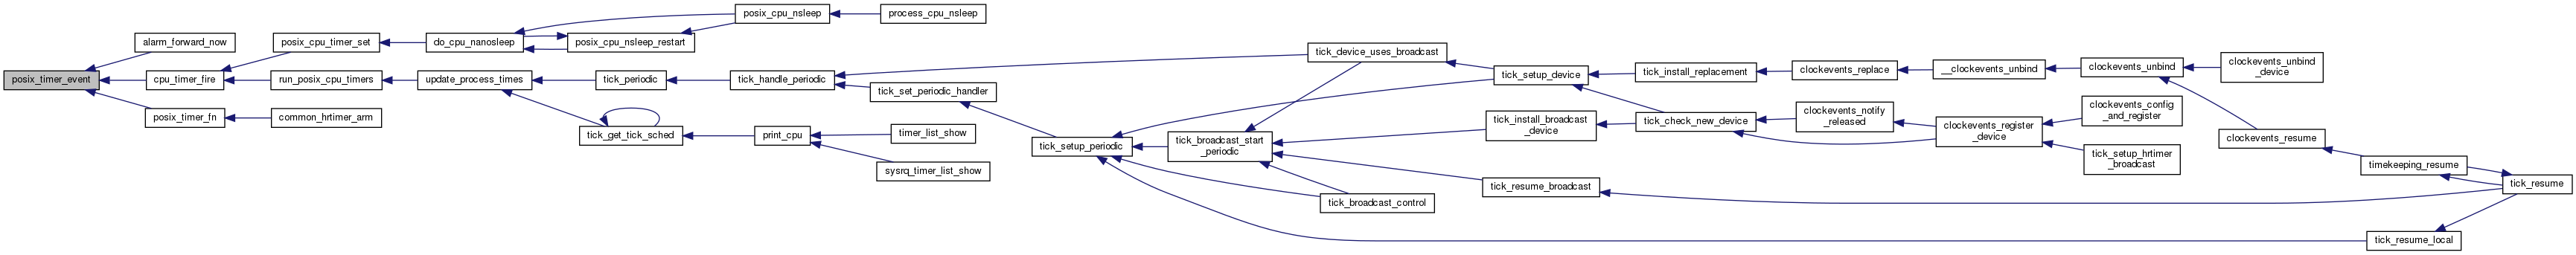 posix_timer_event
alarm_forward_now
cpu_timer_fire
posix_timer_fn
posix_cpu_timer_set
run_posix_cpu_timers
common_hrtimer_arm
do_cpu_nanosleep
update_process_times
posix_cpu_nsleep_restart
tick_periodic
tick_get_tick_sched
posix_cpu_nsleep
process_cpu_nsleep
tick_handle_periodic
print_cpu
tick_set_periodic_handler
timer_list_show
sysrq_timer_list_show
tick_setup_periodic
tick_broadcast_start
_periodic
tick_device_uses_broadcast
tick_broadcast_control
tick_setup_device
tick_install_broadcast
_device
tick_resume_broadcast
tick_install_replacement
tick_check_new_device
clockevents_replace
clockevents_notify
_released
__clockevents_unbind
clockevents_register
_device
clockevents_unbind
clockevents_config
_and_register
tick_setup_hrtimer
_broadcast
clockevents_unbind
_device
clockevents_resume
timekeeping_resume
tick_resume
tick_resume_local